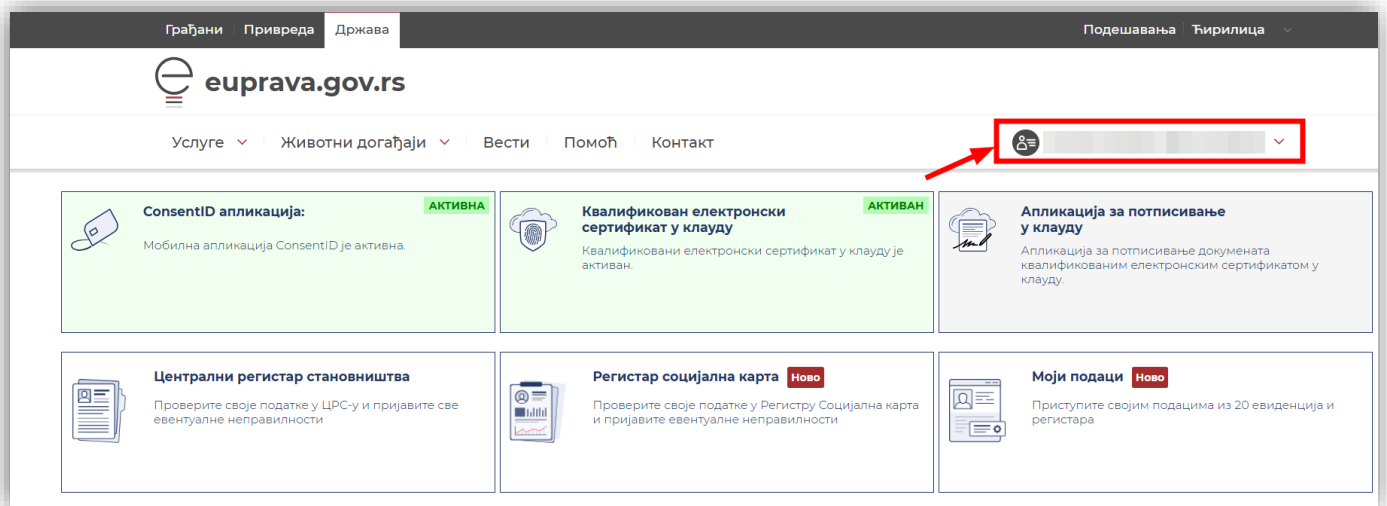 Грађани Привреда Држава Подешавања Ћирилица
euprava.gov.rs
Услуге Животни догађаји Вести Помоћ Контакт
ConsentID апликација:
АКТИВНА
Мобилна апликација ConsentID је активна.
Квалификован електронски
сертификат у клауду
АКТИВАН
Квалификовани електронски сертификат у клауду је
активан.
Апликација за потписивање
у клауду
Апликација за потписивање докумената
квалификованим електронским сертификатом у
клауду.
Централни регистар становништва
Проверите своје податке у ЦРС-у и пријавите све
евентуалне неправилности
Регистар социјална карта Ново
Проверите своје податке у Регистру Социјална карта
и пријавите евентуалне неправилности
Моји подаци Ново
Приступите својим подацима из 20 евиденција и
регистара